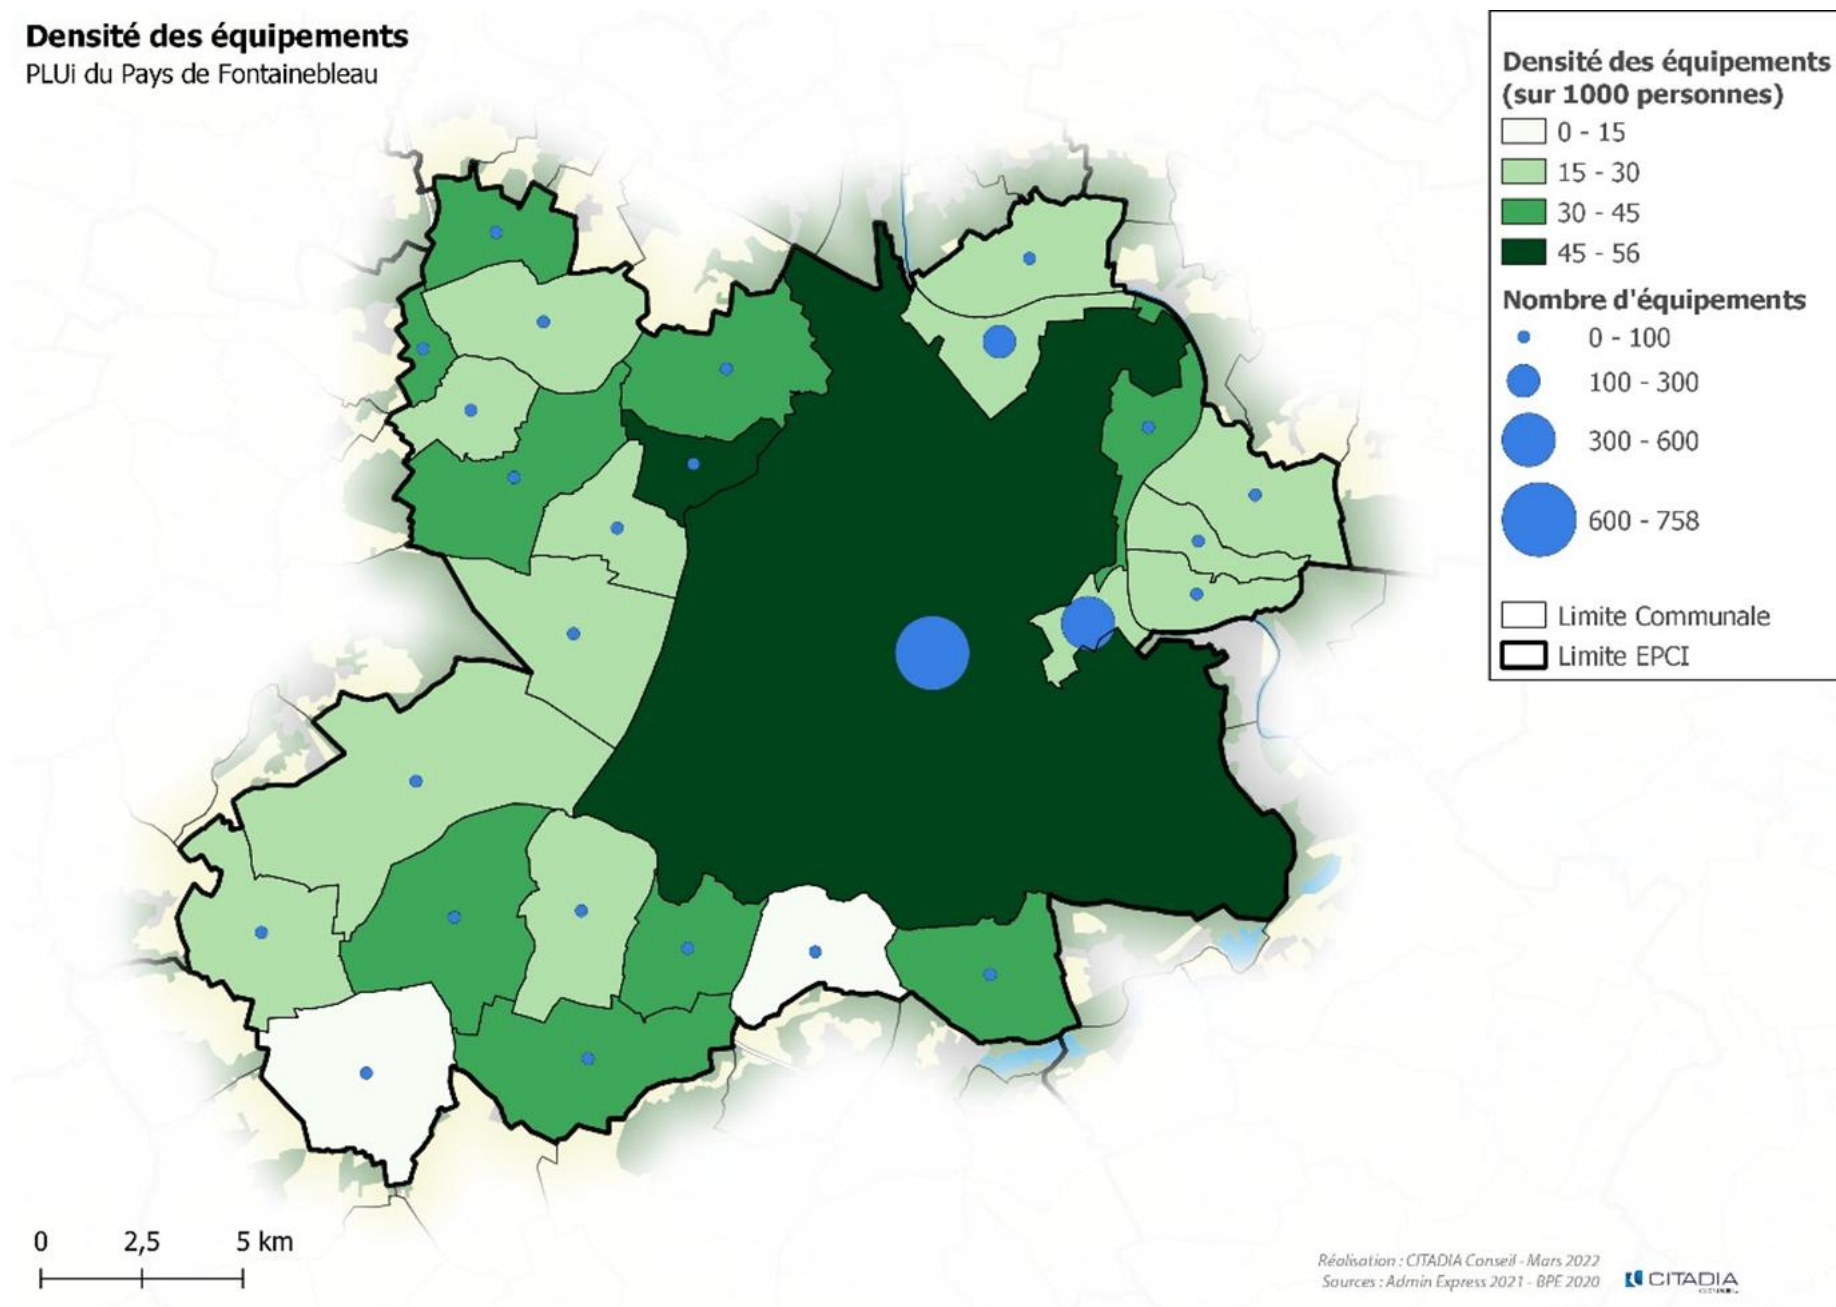 Densité des équipements
PLUi du Pays de Fontainebleau
Densité des équipements
(sur 1000 personnes)
0 - 15
15 - 30
30 - 45
45 - 56
Nombre d'équipements
0 - 100
100 - 300
300 - 600
600 - 758
Limite Communale
Limite EPCI
0 2,5 5 km
Réalisation : CITADIA Conseil - Mars 2022
Sources : Admin Express 2021 - BPE 2020
CITADIA